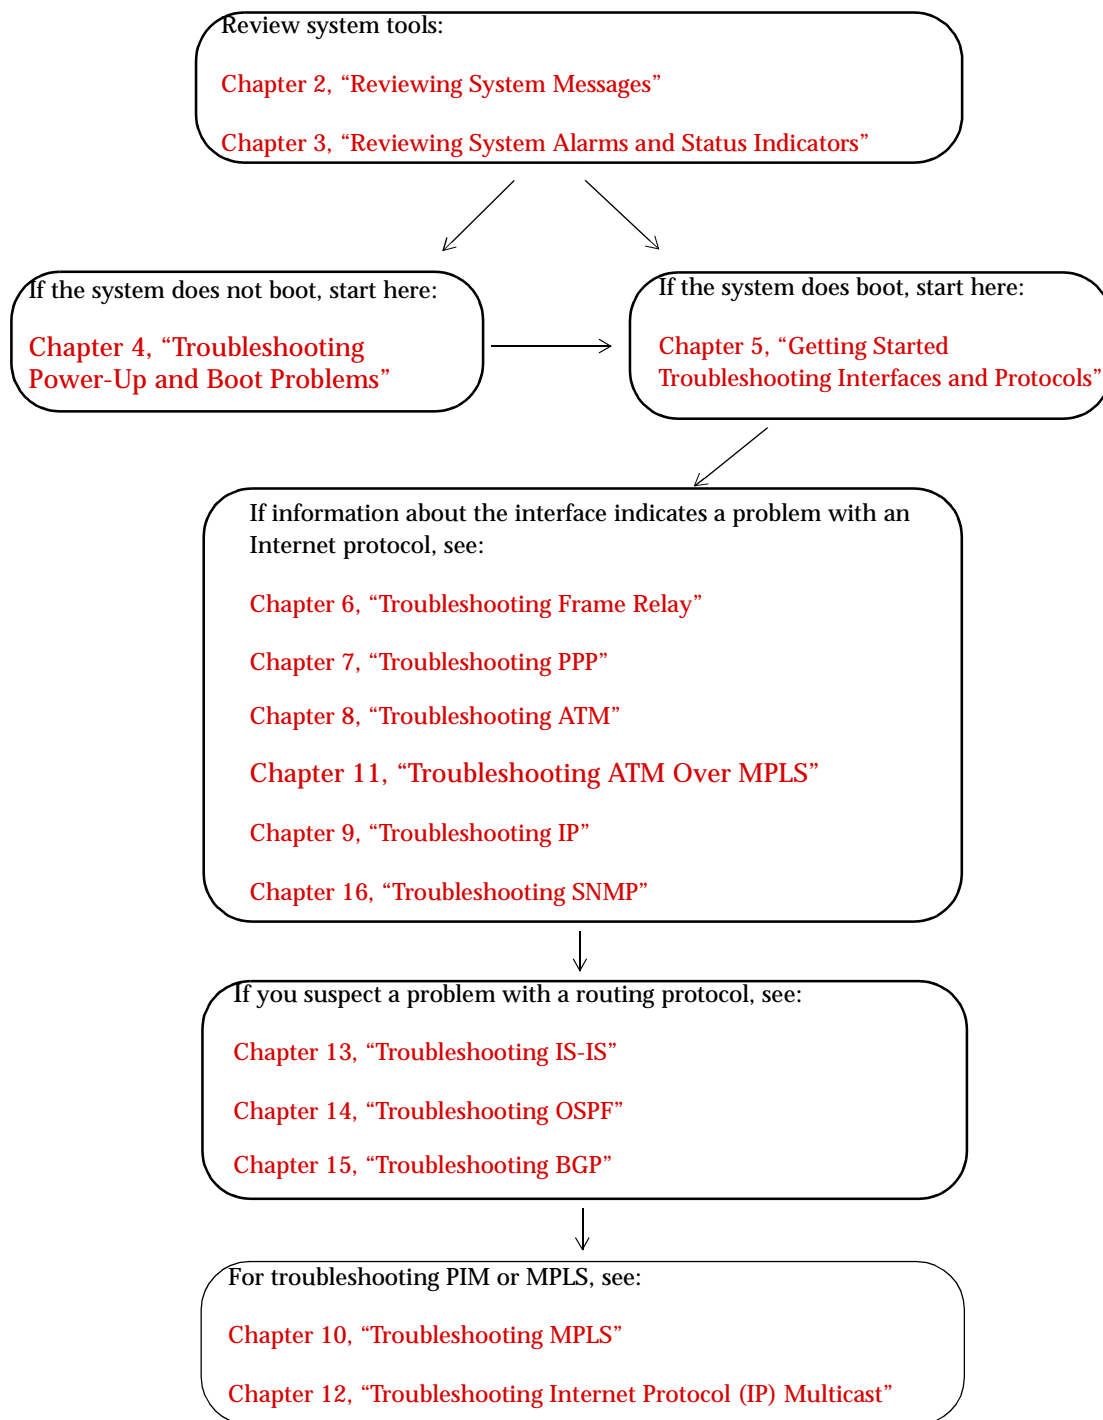 Review system tools:
Chapter 2, “Reviewing System Messages”
Chapter 3, “Reviewing System Alarms and Status Indicators”
If the system does not boot, start here:
Chapter 4, “Troubleshooting
Power-Up and Boot Problems”
If the system does boot, start here:
Chapter 5, “Getting Started
Troubleshooting Interfaces and Protocols”
If information about the interface indicates a problem with an
Internet protocol, see:
Chapter 6, “Troubleshooting Frame Relay”
Chapter 7, “Troubleshooting PPP”
Chapter 8, “Troubleshooting ATM”
Chapter 11, “Troubleshooting ATM Over MPLS”
Chapter 9, “Troubleshooting IP”
Chapter 16, “Troubleshooting SNMP”
If you suspect a problem with a routing protocol, see:
Chapter 13, “Troubleshooting IS-IS”
Chapter 14, “Troubleshooting OSPF”
Chapter 15, “Troubleshooting BGP”
For troubleshooting PIM or MPLS, see:
Chapter 10, “Troubleshooting MPLS”
Chapter 12, “Troubleshooting Internet Protocol (IP) Multicast”